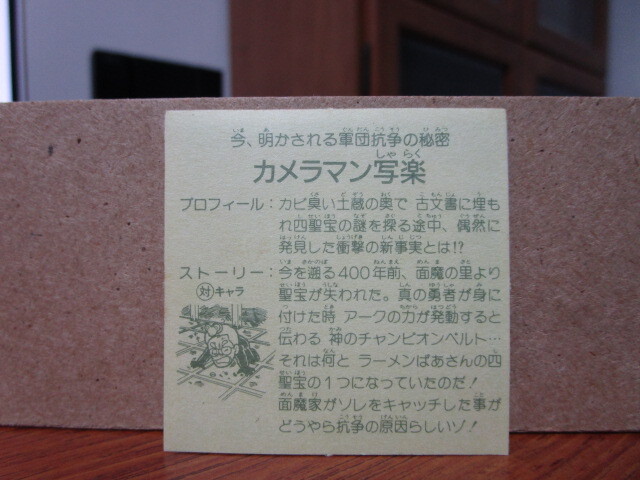 今、明かされる軍団抗争の秘密
カメラマン写楽
プロフィール：カビ臭い土蔵の奥で 古文書に埋も
れ四聖宝の謎を探る途中、偶然に
発見した衝撃の新事実とは!?
ストーリー：今を遡る400年前、面魔の里より
対キャラ
聖宝が失われた。真の勇者が身に
付けた時 アークの力が発動すると
伝わる 神のチャンピオンベルト…
それは何と ラーメンばあさんの四
聖宝の1つになっていたのだ！
面魔家がソレをキャッチした事が
どうやら抗争の原因らしいゾ！